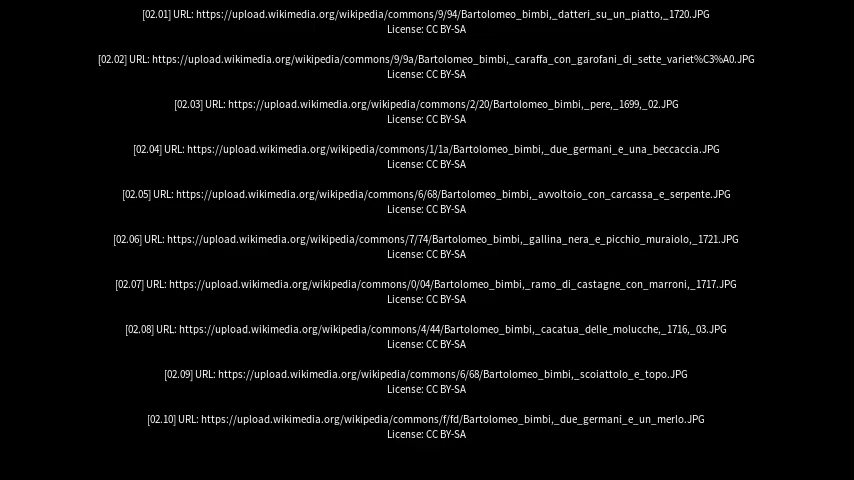 [02.01] URL: https://upload.wikimedia.org/wikipedia/commons/9/94/Bartolomeo_bimbi,_datteri_su_un_piatto,_1720.JPG
License: CC BY-SA
[02.02] URL: https://upload.wikimedia.org/wikipedia/commons/9/9a/Bartolomeo_bimbi,_caraffa_con_garofani_di_sette_variet%C3%A0.JPG
License: CC BY-SA
[02.03] URL: https://upload.wikimedia.org/wikipedia/commons/2/20/Bartolomeo_bimbi,_pere,_1699,_02.JPG
License: CC BY-SA
[02.04] URL: https://upload.wikimedia.org/wikipedia/commons/1/1a/Bartolomeo_bimbi,_due_germani_e_una_beccaccia.JPG
License: CC BY-SA
[02.05] URL: https://upload.wikimedia.org/wikipedia/commons/6/68/Bartolomeo_bimbi,_avvoltoio_con_carcassa_e_serpente.JPG
License: CC BY-SA
[02.06] URL: https://upload.wikimedia.org/wikipedia/commons/7/74/Bartolomeo_bimbi,_gallina_nera_e_picchio_muraiolo,_1721.JPG
License: CC BY-SA
[02.07] URL: https://upload.wikimedia.org/wikipedia/commons/0/04/Bartolomeo_bimbi,_ramo_di_castagne_con_marroni,_1717.JPG
License: CC BY-SA
[02.08] URL: https://upload.wikimedia.org/wikipedia/commons/4/44/Bartolomeo_bimbi,_cacatua_delle_molucche,_1716,_03.JPG
License: CC BY-SA
[02.09] URL: https://upload.wikimedia.org/wikipedia/commons/6/68/Bartolomeo_bimbi,_scoiattolo_e_topo.JPG
License: CC BY-SA
[02.10] URL: https://upload.wikimedia.org/wikipedia/commons/f/fd/Bartolomeo_bimbi,_due_germani_e_un_merlo.JPG
License: CC BY-SA